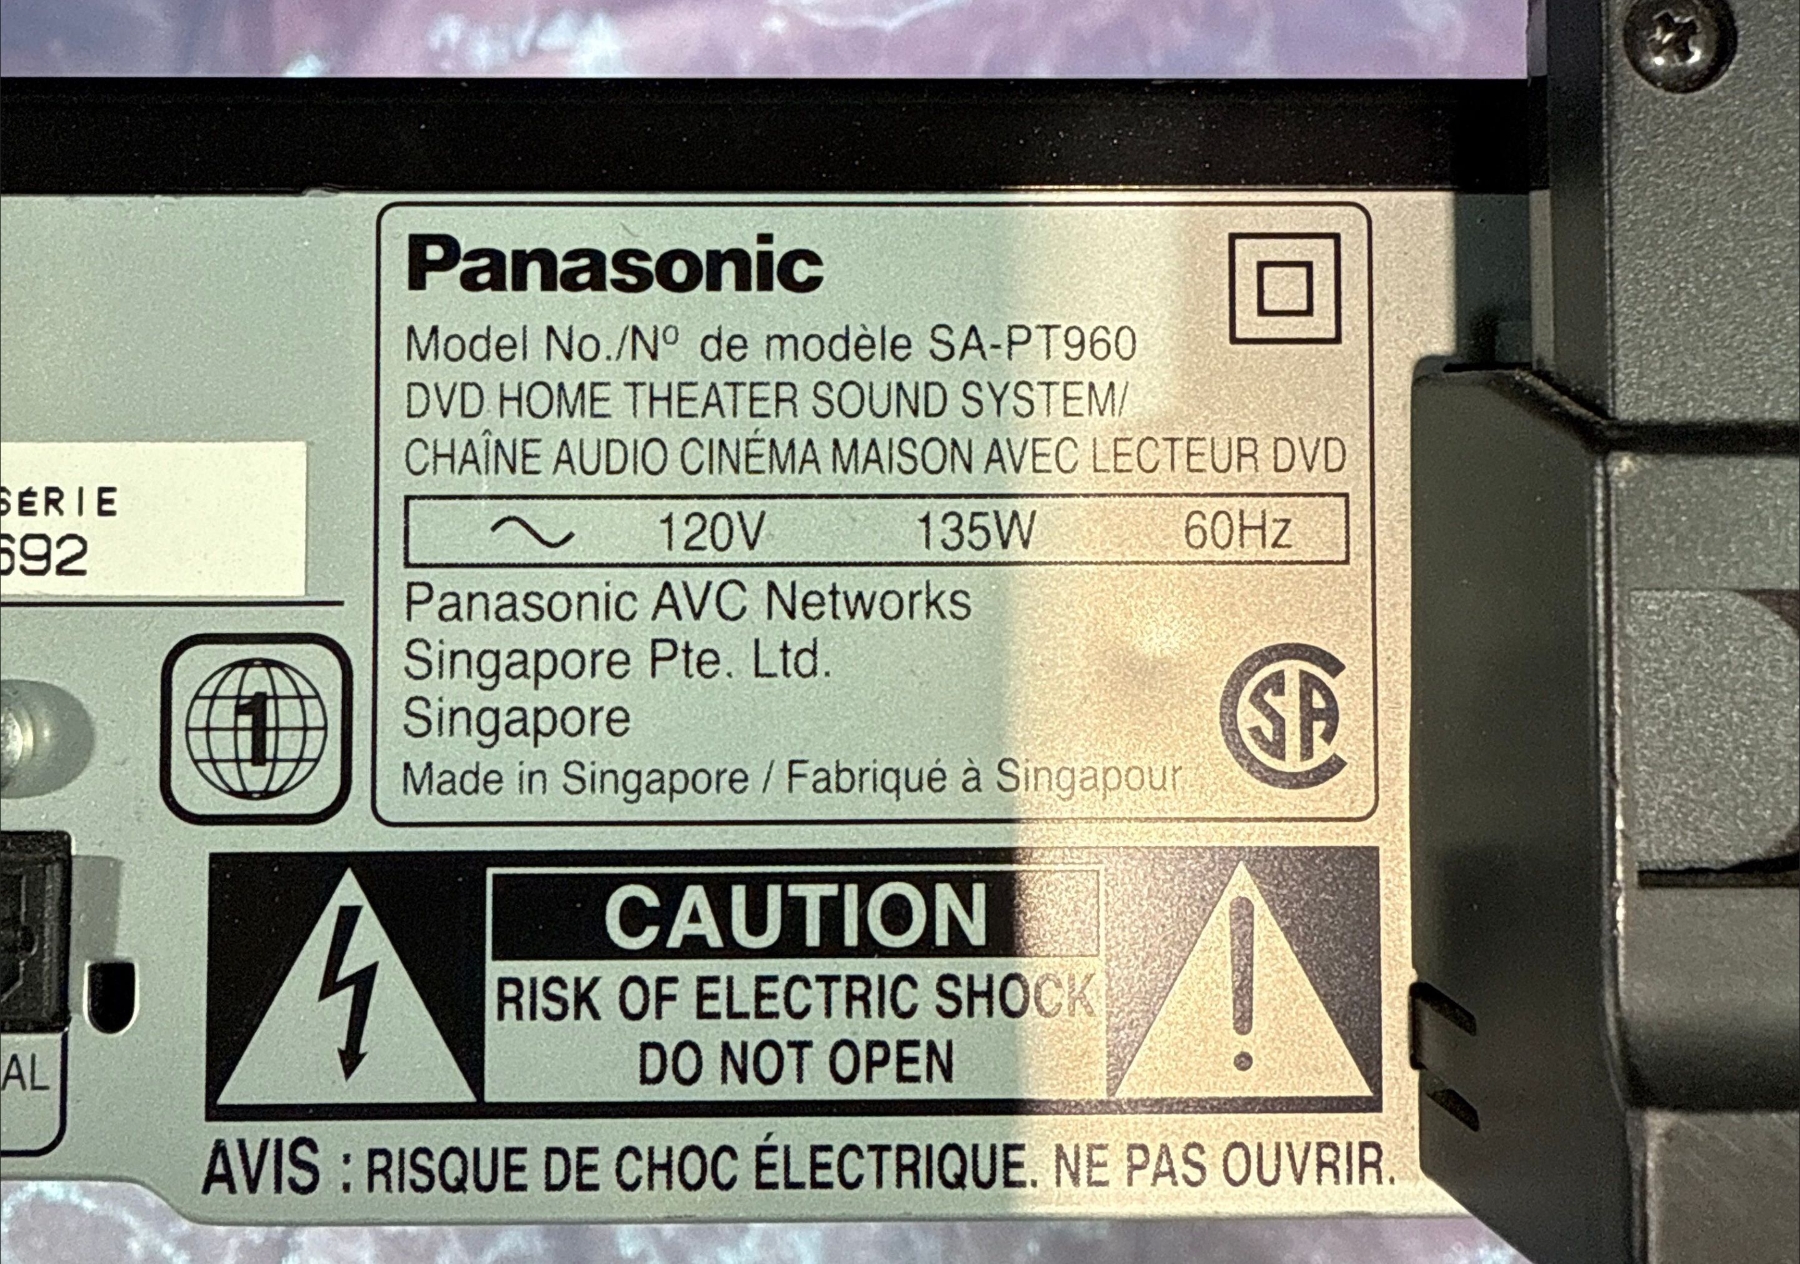 Panasonic
Model No./Nº de modèle SA-PT960
DVD HOME THEATER SOUND SYSTEM/
CHAÎNE AUDIO CINÉMA MAISON AVEC LECTEUR DVD
120V 135W 60Hz
Panasonic AVC Networks
Singapore Pte. Ltd.
Singapore
Made in Singapore / Fabriqué à Singapour
SA
SÉRIE
692
1
AL
CAUTION
RISK OF ELECTRIC SHOCK
DO NOT OPEN
AVIS : RISQUE DE CHOC ÉLECTRIQUE. NE PAS OUVRIR.